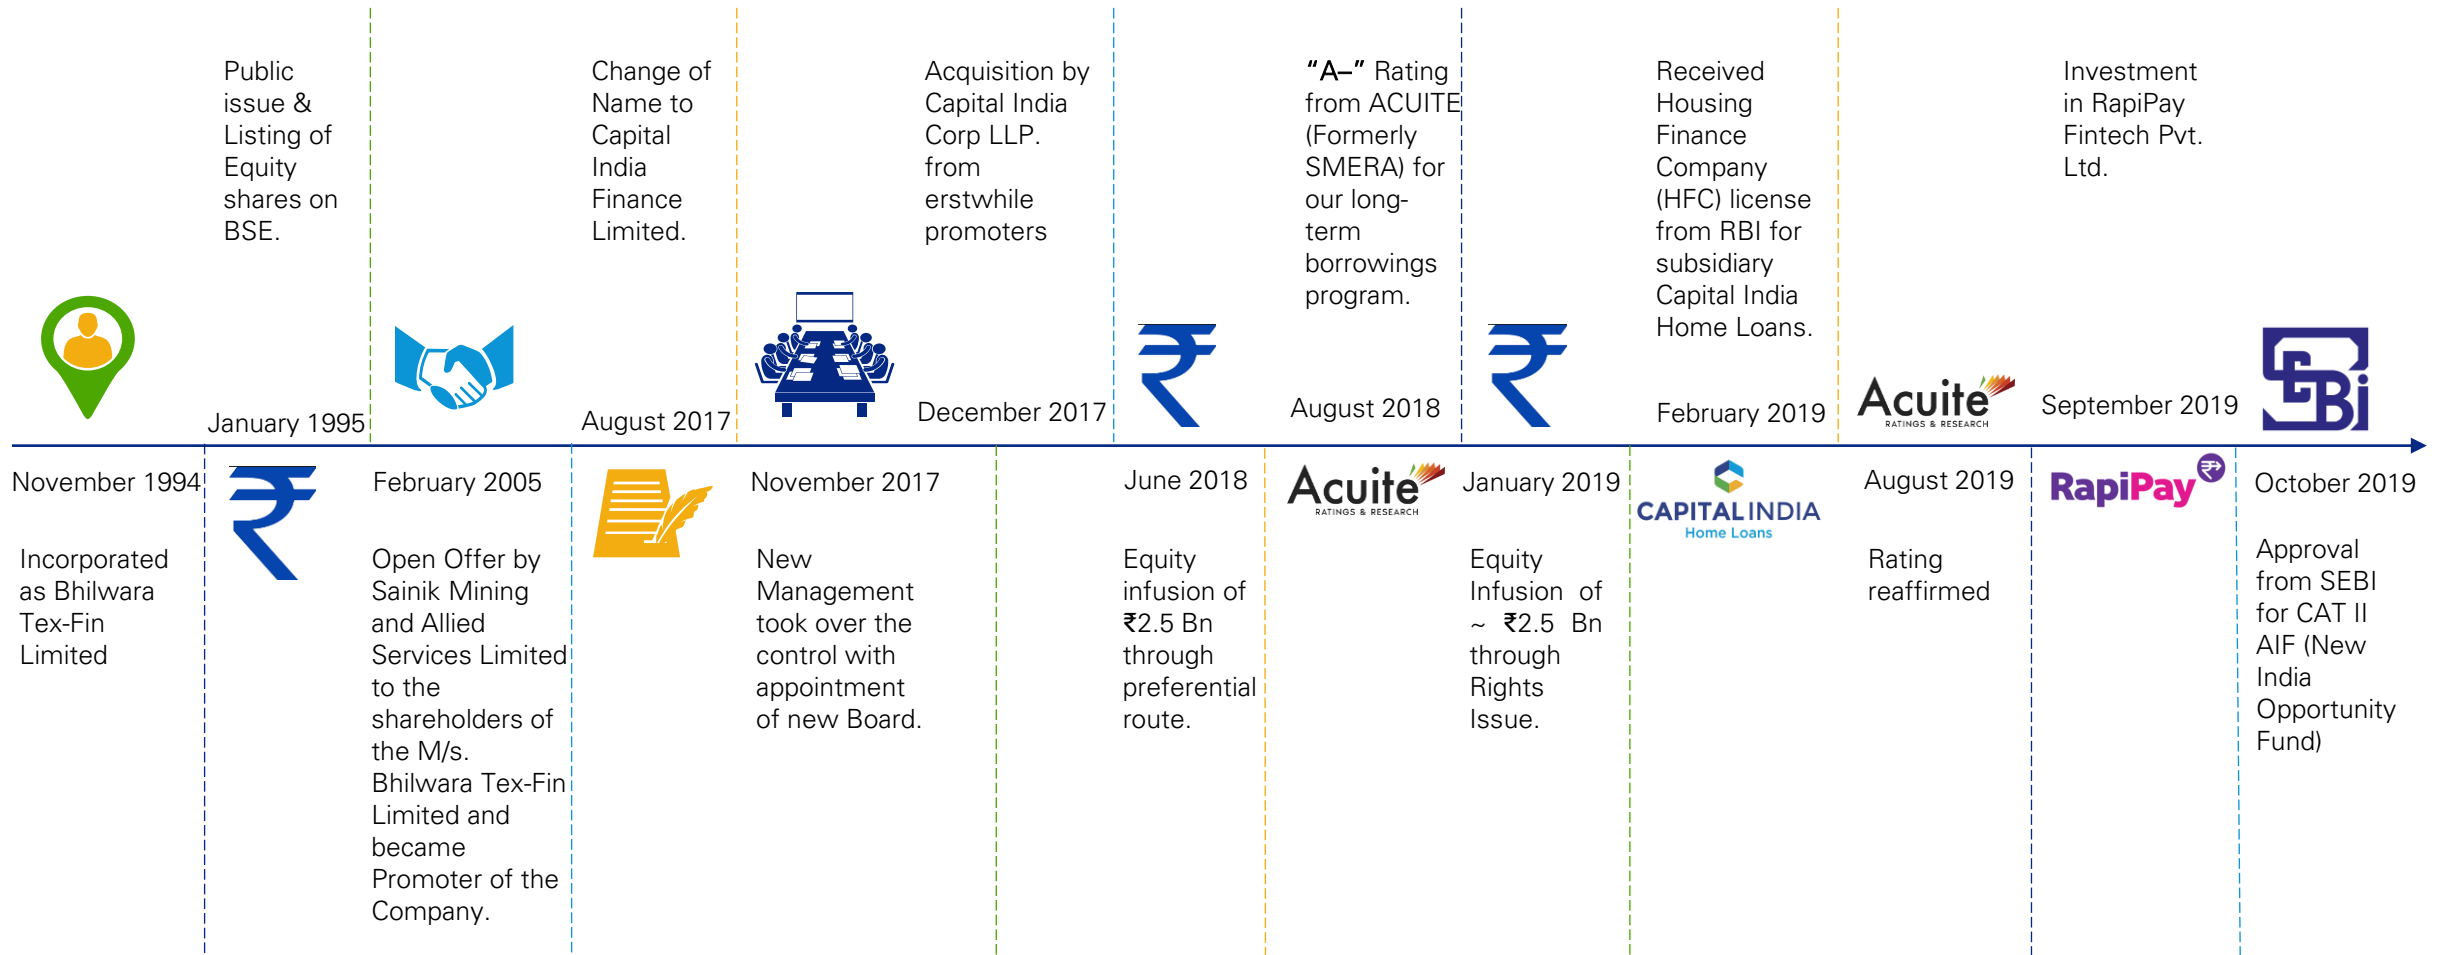 Public
issue &
Listing of
Equity
shares on
BSE.
January 1995
Change of
Name to
Capital
India
Finance
Limited.
August 2017
Acquisition by
Capital India
Corp LLP.
from
erstwhile
promoters
December 2017
“A–” Rating
from ACUITE
(Formerly
SMERA) for
our long-
term
borrowings
program.
August 2018
Received
Housing
Finance
Company
(HFC) license
from RBI for
subsidiary
Capital India
Home Loans.
February 2019
Acuite
RATINGS & RESEARCH
Investment
in RapiPay
Fintech Pvt.
Ltd.
September 2019
SEBi
November 1994
Incorporated
as Bhilwara
Tex-Fin
Limited
February 2005
Open Offer by
Sainik Mining
and Allied
Services Limited
to the
shareholders of
the M/s.
Bhilwara Tex-Fin
Limited and
became
Promoter of the
Company.
November 2017
New
Management
took over the
control with
appointment
of new Board.
June 2018
Equity
infusion of
₹2.5 Bn
through
preferential
route.
Acuite
RATINGS & RESEARCH
January 2019
Equity
Infusion of
~ ₹2.5 Bn
through
Rights
Issue.
CAPITAL INDIA
Home Loans
August 2019
Rating
reaffirmed
RapiPay
October 2019
Approval
from SEBI
for CAT II
AIF (New
India
Opportunity
Fund)